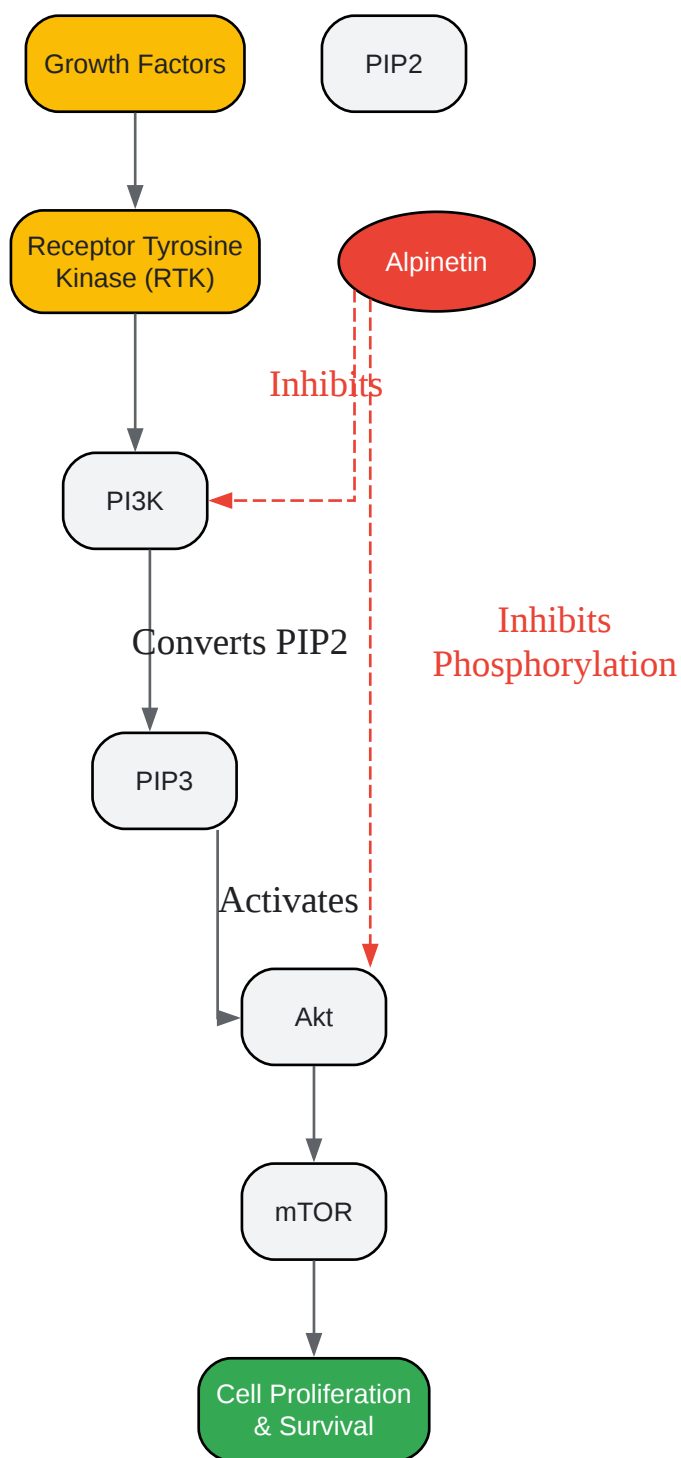 Growth Factors
PIP2
Receptor Tyrosine
Kinase (RTK)
Alpinetin
Inhibits
PI3K
Inhibits
Phosphorylation
Converts PIP2
PIP3
Activates
Akt
mTOR
Cell Proliferation
& Survival